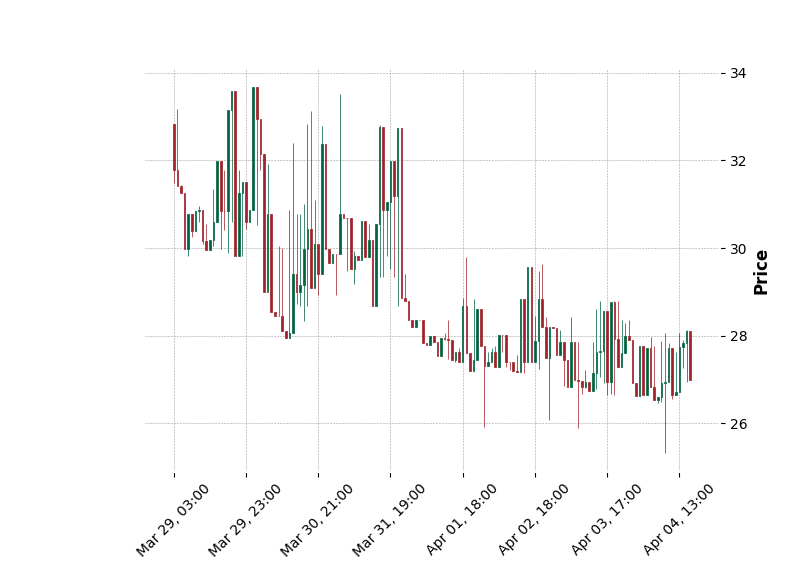 34
32
30
28
26
Price
Mar 29, 03:00
Mar 29, 23:00
Mar 30, 21:00
Mar 31, 19:00
Apr 01, 18:00
Apr 02, 18:00
Apr 03, 17:00
Apr 04, 13:00